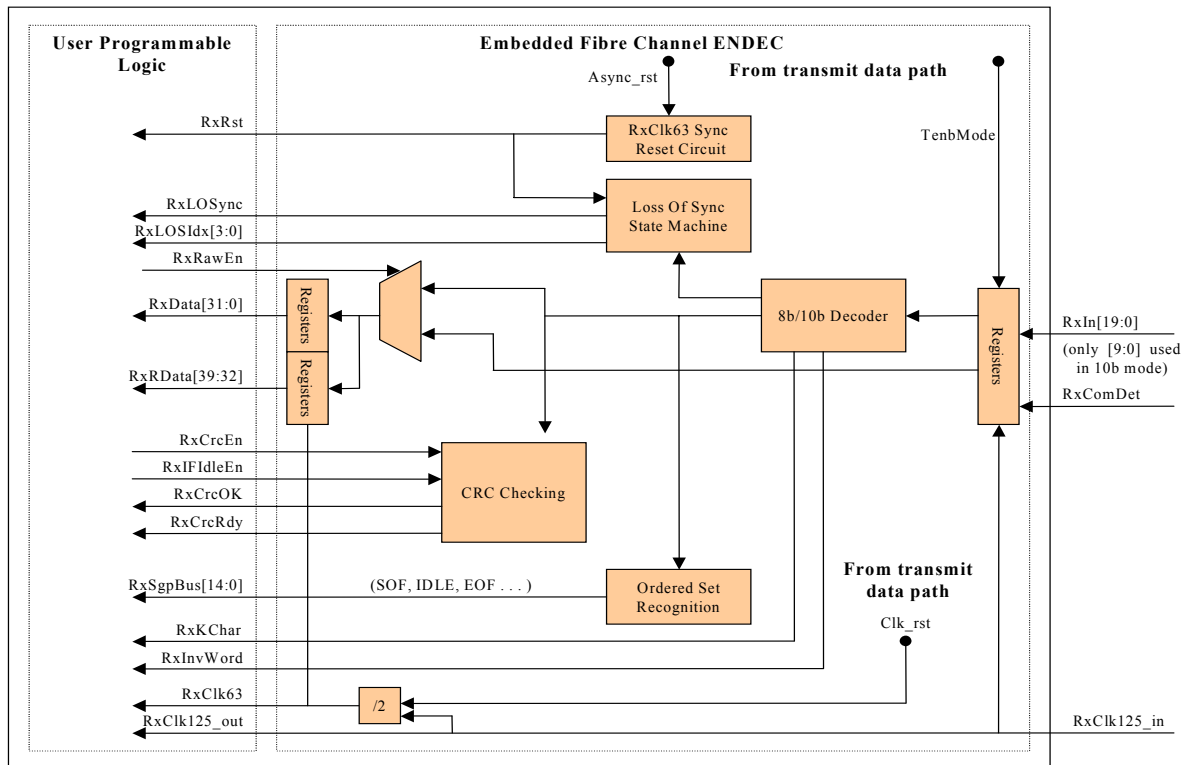 User Programmable
Logic
Embedded Fibre Channel ENDEC
Async_rst
From transmit data path
RxRst
RxClk63 Sync
Reset Circuit
TenbMode
RxLOSync
Loss Of Sync
State Machine
RxLOSIdx[3:0]
RxRawEn
RxData[31:0]
Registers
8b/10b Decoder
Registers
RxIn[19:0]
(only [9:0] used
in 10b mode)
Registers
RxRData[39:32]
RxComDet
RxCrcEn
RxIFIdleEn
CRC Checking
RxCrcOK
RxCrcRdy
RxSgpBus[14:0]
(SOF, IDLE, EOF . . . )
Ordered Set
Recognition
From transmit
data path
Clk_rst
RxKChar
RxInvWord
RxClk63
/2
RxClk125_out
RxClk125_in